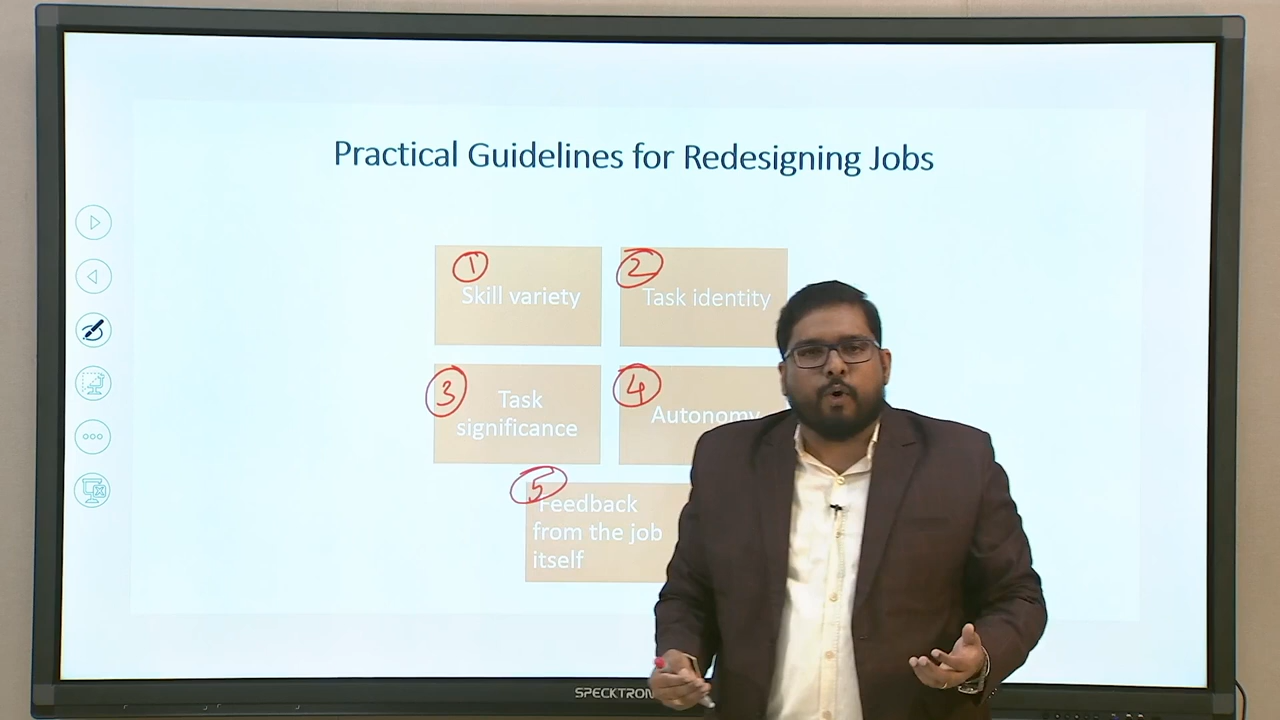 Practical Guidelines for Redesigning Jobs
1
Skill variety
2
Task identity
3
Task
significance
4
Autonomy
5
Feedback
from the job
itself
SPECKTRON